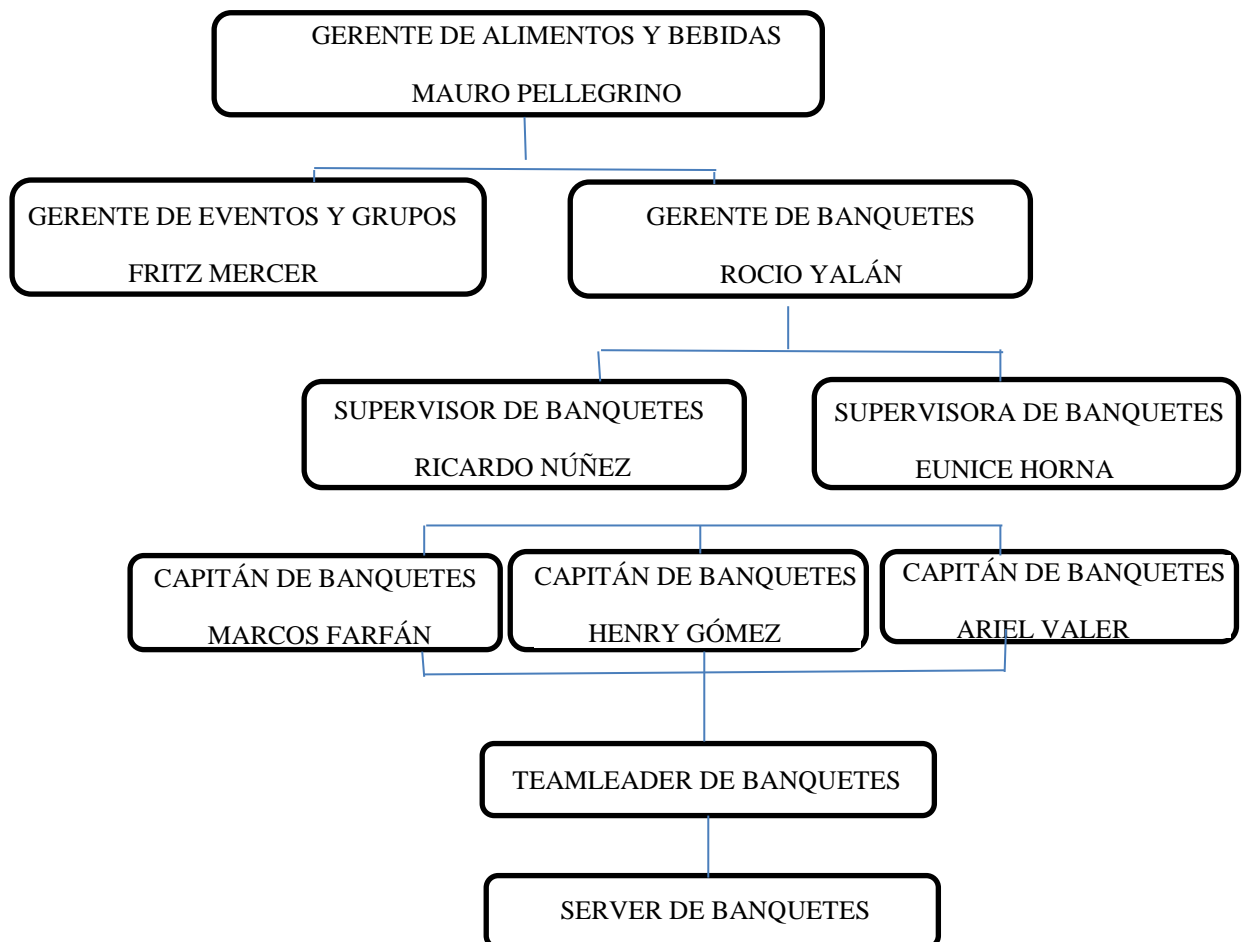 GERENTE DE ALIMENTOS Y BEBIDAS
MAURO PELLEGRINO
GERENTE DE EVENTOS Y GRUPOS
FRITZ MERCER
GERENTE DE BANQUETES
ROCIO YALÁN
SUPERVISOR DE BANQUETES
RICARDO NÚÑEZ
SUPERVISORA DE BANQUETES
EUNICE HORNA
CAPITÁN DE BANQUETES
MARCOS FARFÁN
CAPITÁN DE BANQUETES
HENRY GÓMEZ
CAPITÁN DE BANQUETES
ARIEL VALER
TEAMLEADER DE BANQUETES
SERVER DE BANQUETES